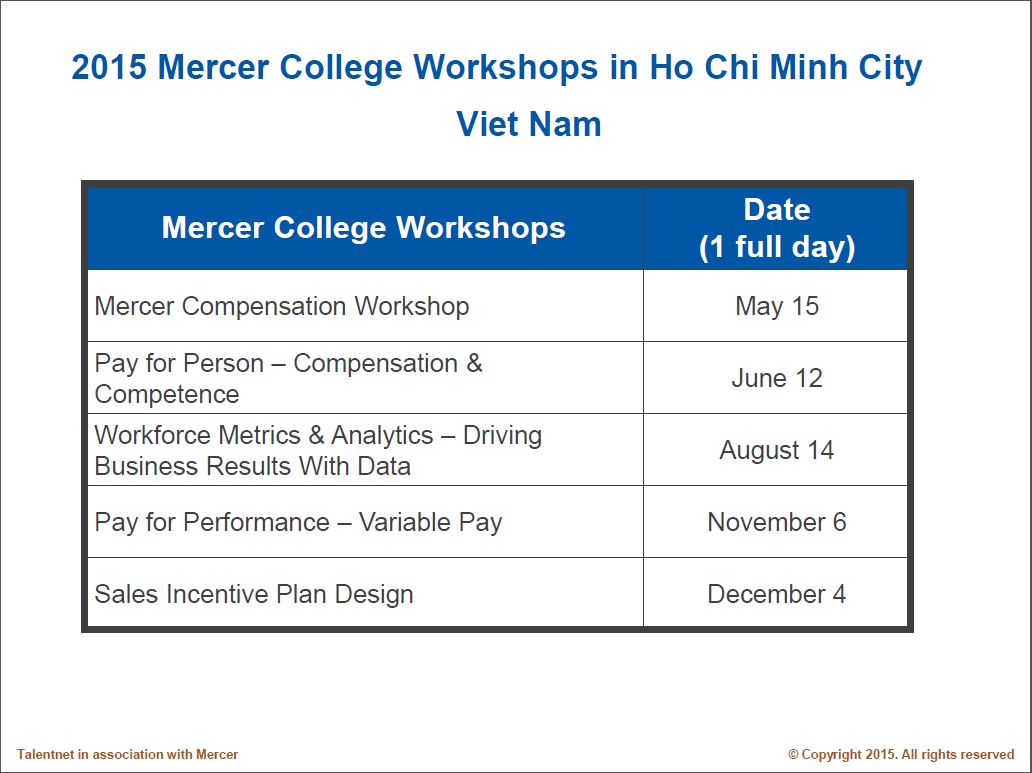 2015 Mercer College Workshops in Ho Chi Minh City
Viet Nam
Mercer College Workshops
Date
(1 full day)
Mercer Compensation Workshop
May 15
Pay for Person – Compensation &
Competence
June 12
Workforce Metrics & Analytics – Driving
Business Results With Data
August 14
Pay for Performance – Variable Pay
November 6
Sales Incentive Plan Design
December 4
Talentnet in association with Mercer
© Copyright 2015. All rights reserved